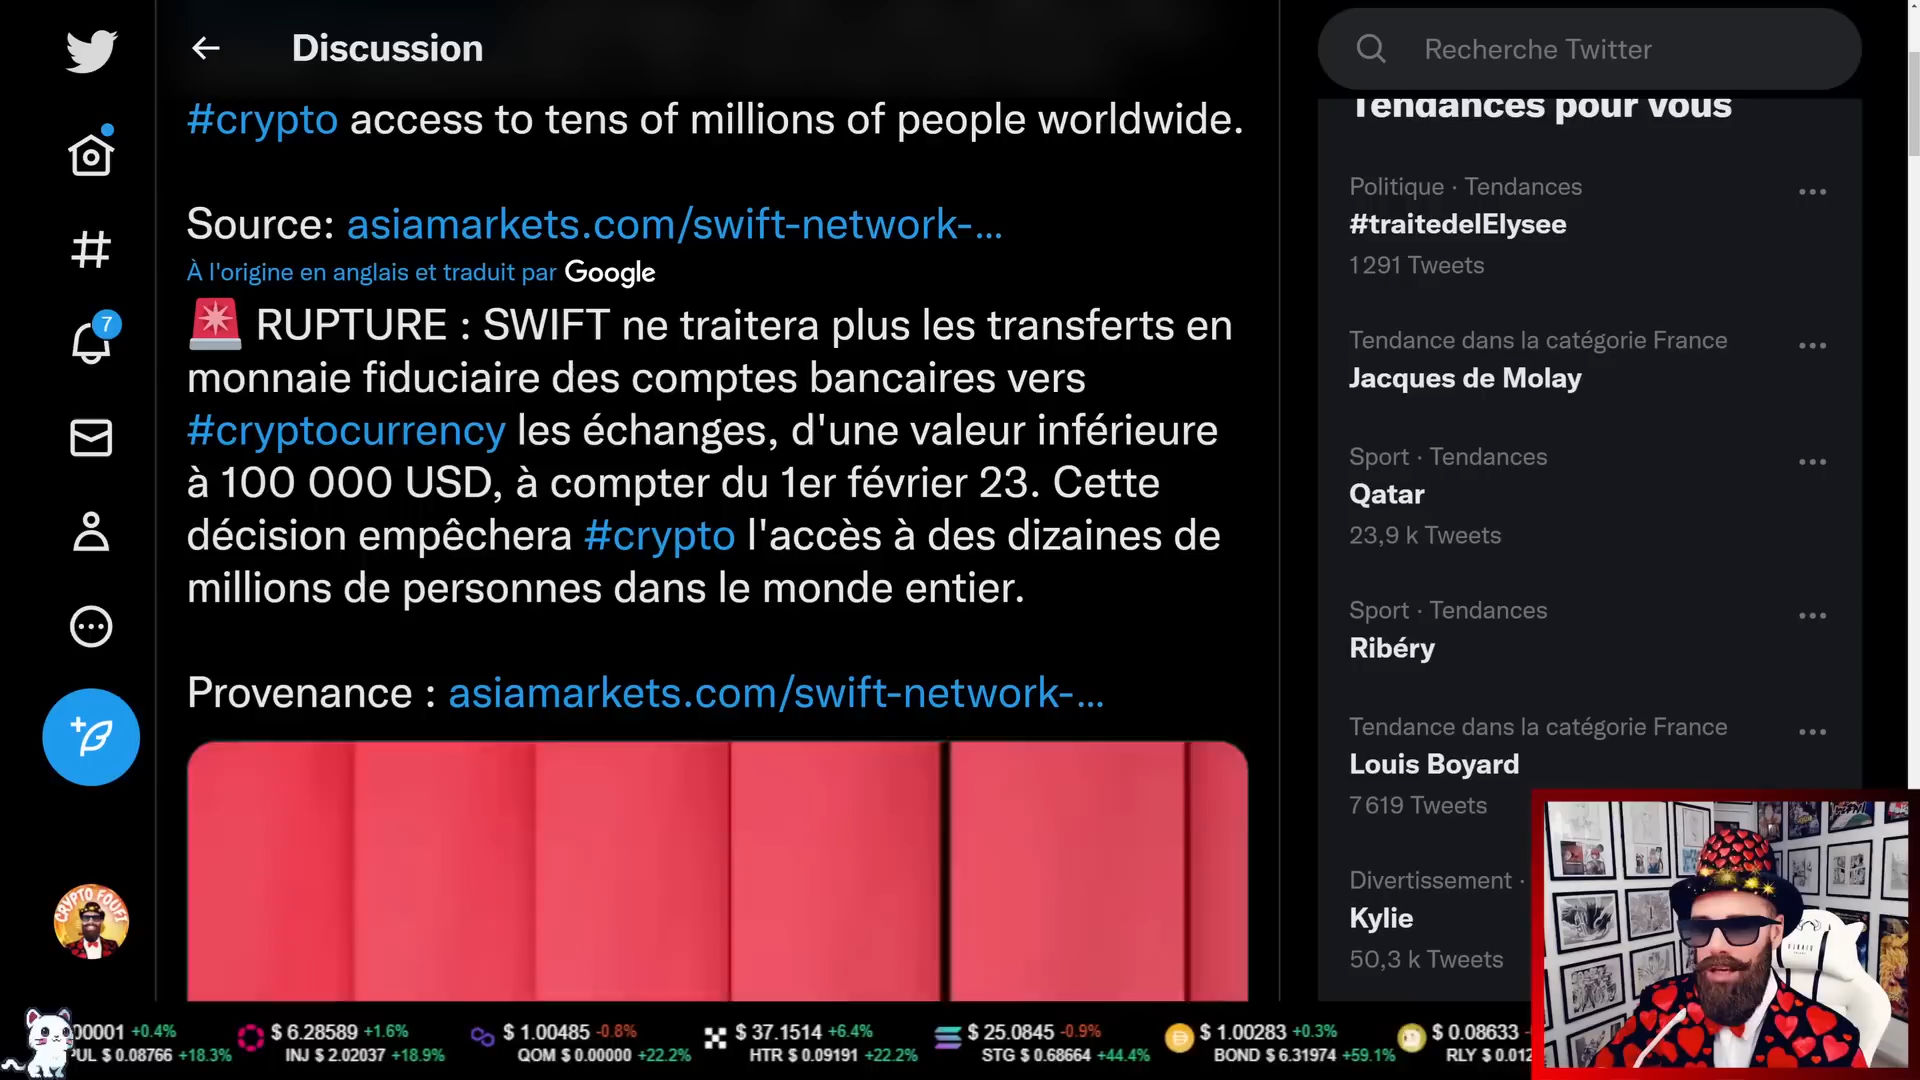 Discussion
Recherche Twitter
#crypto access to tens of millions of people worldwide.
Source: asiamarkets.com/swift-network-...
À l'origine en anglais et traduit par Google
RUPTURE : SWIFT ne traitera plus les transferts en
monnaie fiduciaire des comptes bancaires vers
#cryptocurrency les échanges, d'une valeur inférieure
à 100 000 USD, à compter du 1er février 23. Cette
décision empêchera #crypto l'accès à des dizaines de
millions de personnes dans le monde entier.
Provenance : asiamarkets.com/swift-network-...
7
CRYPTO FOUFI
Tendances pour vous
Politique · Tendances
#traitedelElysee
1 291 Tweets
Tendance dans la catégorie France
Jacques de Molay
Sport · Tendances
Qatar
23,9 k Tweets
Sport · Tendances
Ribéry
Tendance dans la catégorie France
Louis Boyard
7 619 Tweets
Divertissement ·
Kylie
50,3 k Tweets
00001 +0.4% $ 6.28589 +1.6% $ 1.00485 -0.8% $ 37.1514 +6.4% $ 25.0845 -0.9% $ 1.00283 +0.3% $ 0.08633
PUL $ 0.08766 +18.3% INJ $ 2.02037 +18.9% QOM $ 0.00000 +22.2% HTR $ 0.09191 +22.2% STG $ 0.68664 +44.4% BOND $ 6.31974 +59.1% RLY $ 0.012